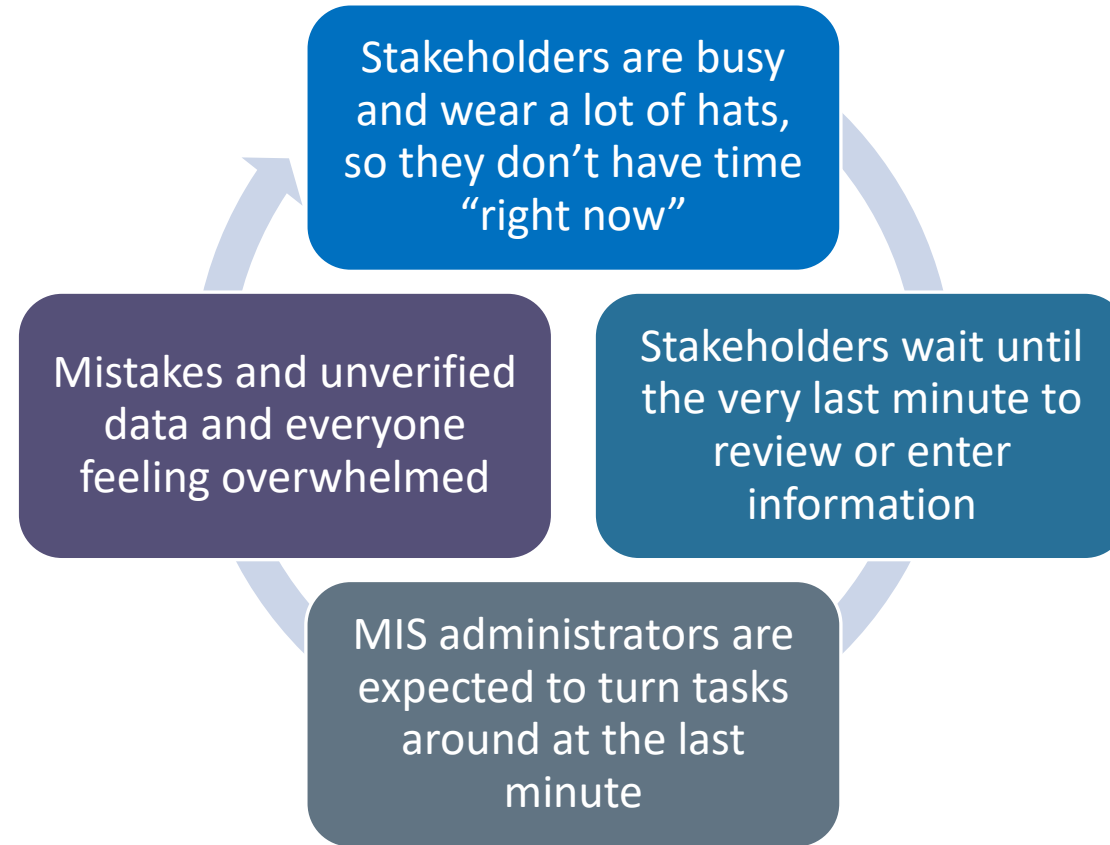 Stakeholders are busy
and wear a lot of hats,
so they don’t have time
“right now”
Stakeholders wait until
the very last minute to
review or enter
information
MIS administrators are
expected to turn tasks
around at the last
minute
Mistakes and unverified
data and everyone
feeling overwhelmed